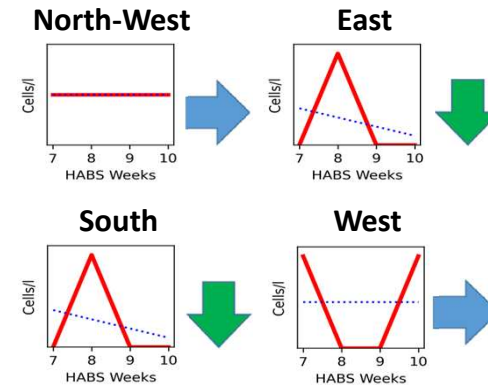 North-West
Cells/l
7 8 9 10
HABS Weeks
East
Cells/l
7 8 9 10
HABS Weeks
South
Cells/l
7 8 9 10
HABS Weeks
West
Cells/l
7 8 9 10
HABS Weeks